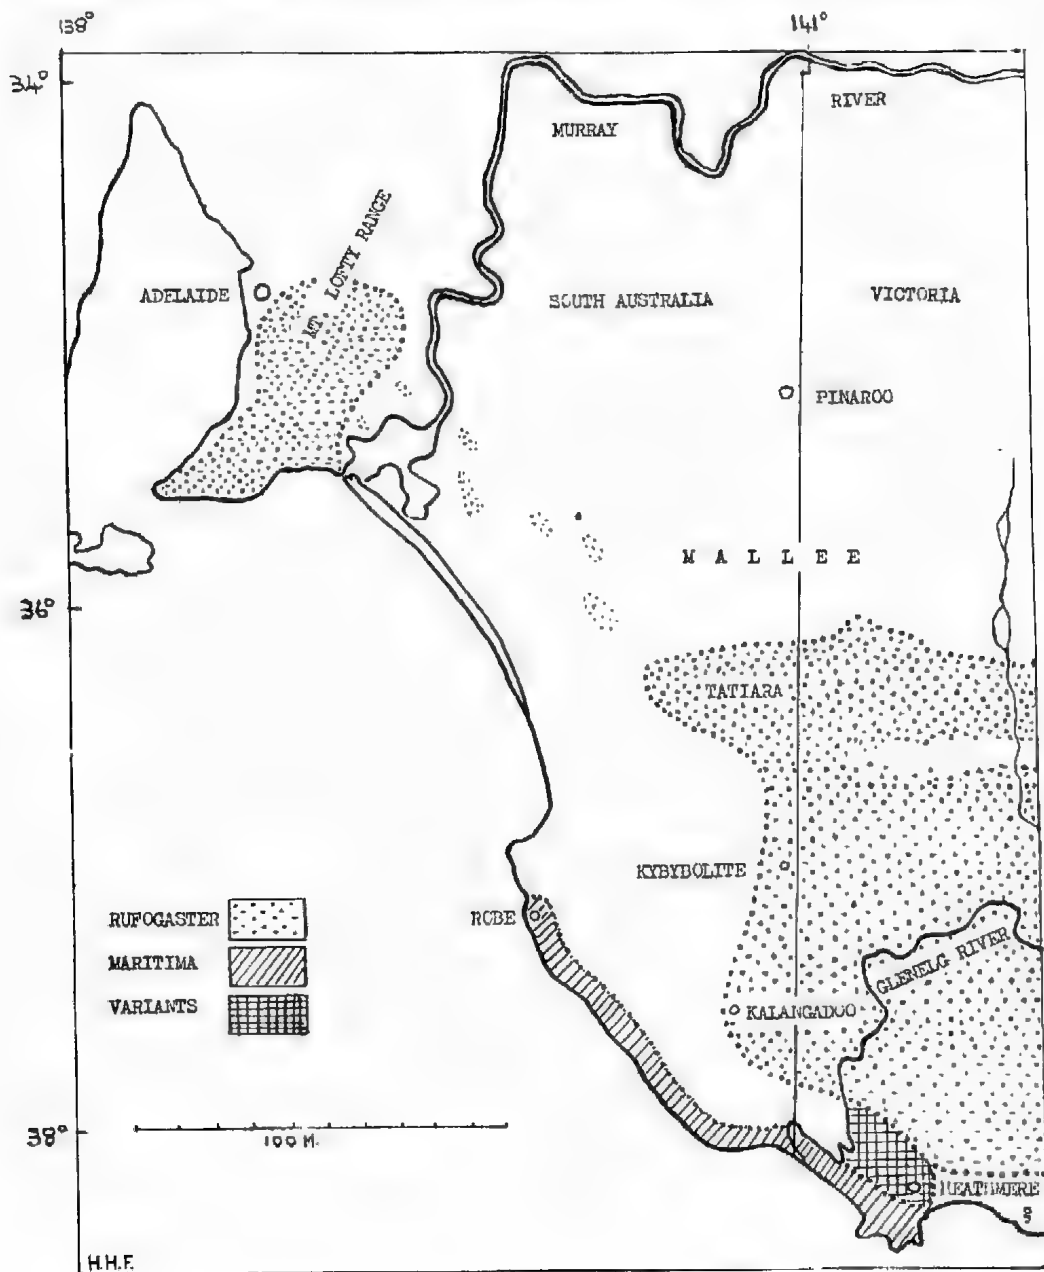 138°
141°
34°
RIVER
MURRAY
MT. LOFTY RANGE
ADELAIDE
SOUTH AUSTRALIA
VICTORIA
PINAROO
MALLEE
36°
TATIARA
KYBYBOLITE
RUFOGASTER
ROBE
MARITIMA
GLENELG RIVER
VARIANTS
KALANGADOO
38°
100 M.
HEATHMERE
H.H.F.